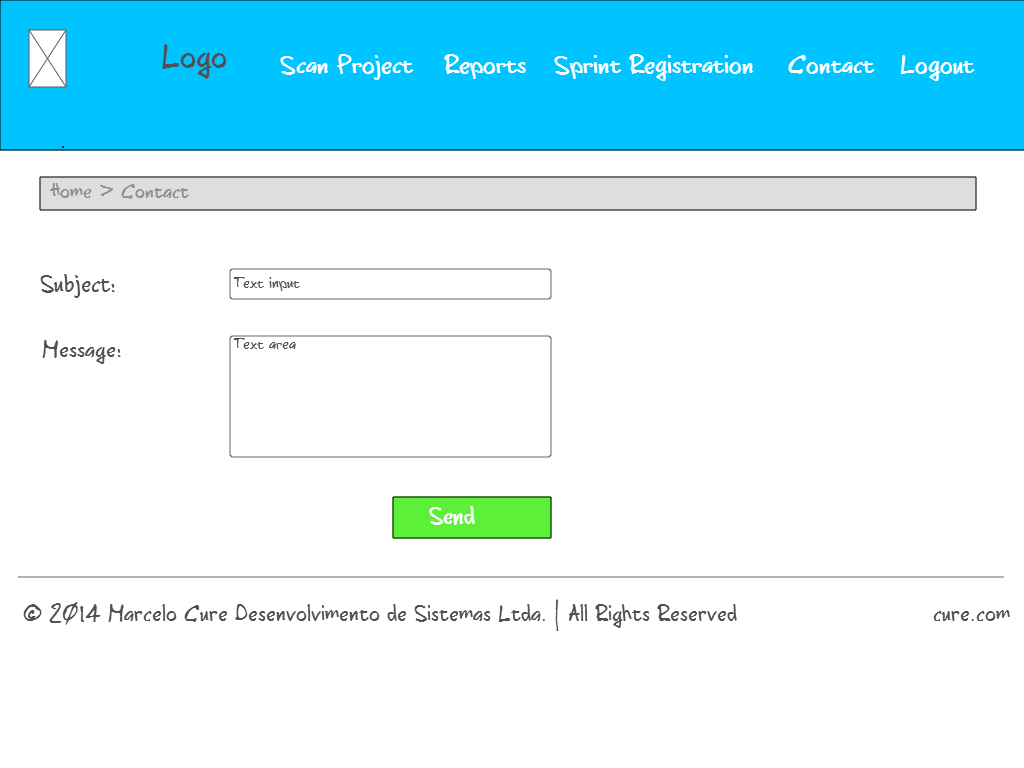 Logo Scan Project Reports Sprint Registration Contact Logout
Home > Contact
Subject: Text input
Message: Text area
Send
© 2014 Marcelo Cure Desenvolvimento de Sistemas Ltda. | All Rights Reserved cure.com